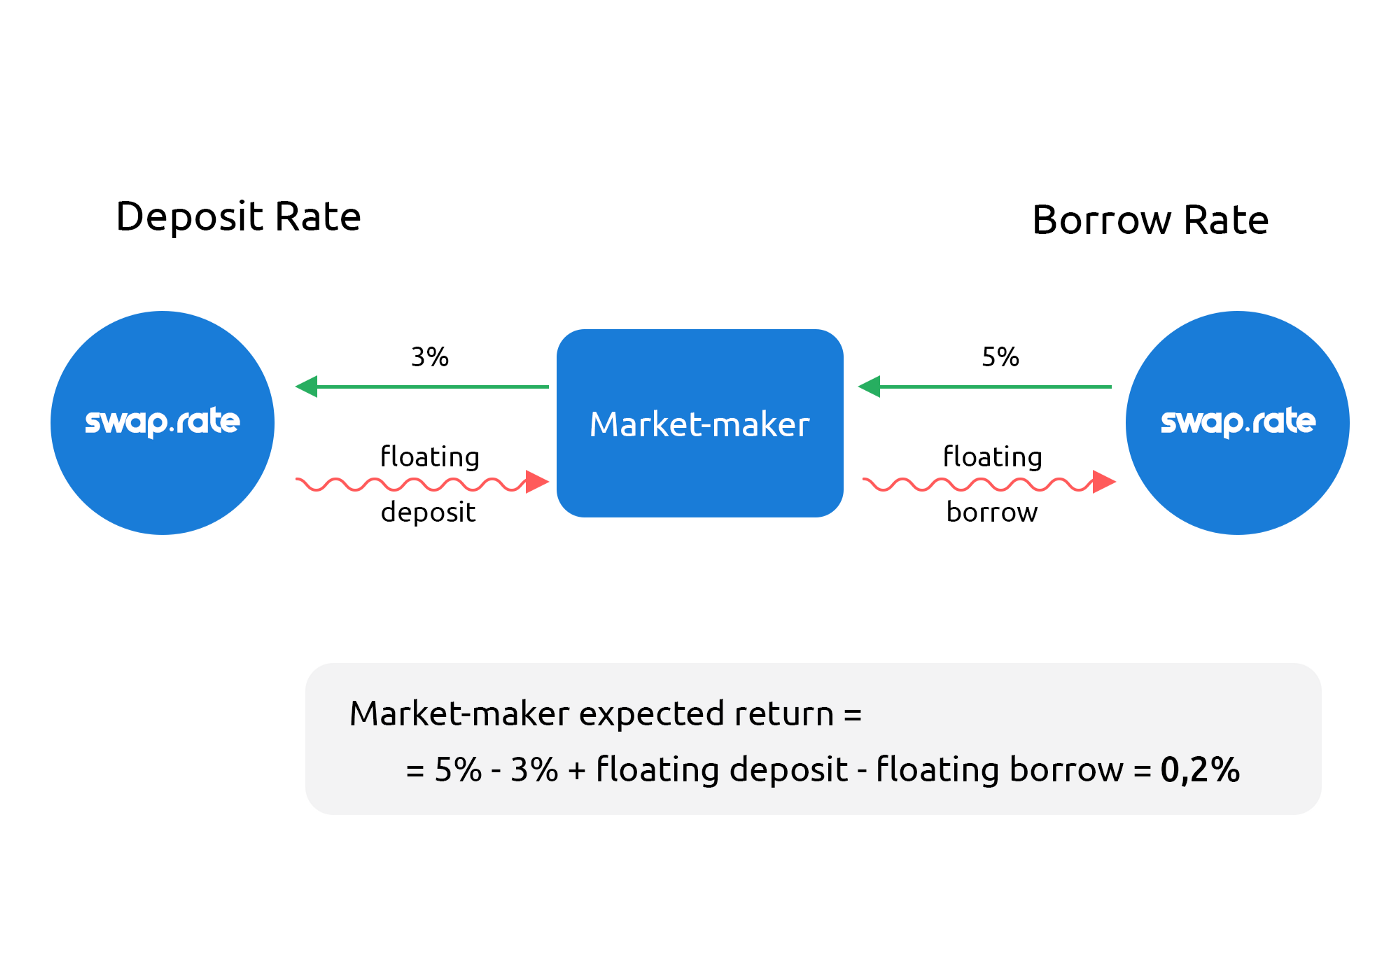 Deposit Rate
Borrow Rate
3%
5%
swap.rate
Market-maker
swap.rate
floating
deposit
floating
borrow
Market-maker expected return =
= 5% - 3% + floating deposit - floating borrow = 0,2%